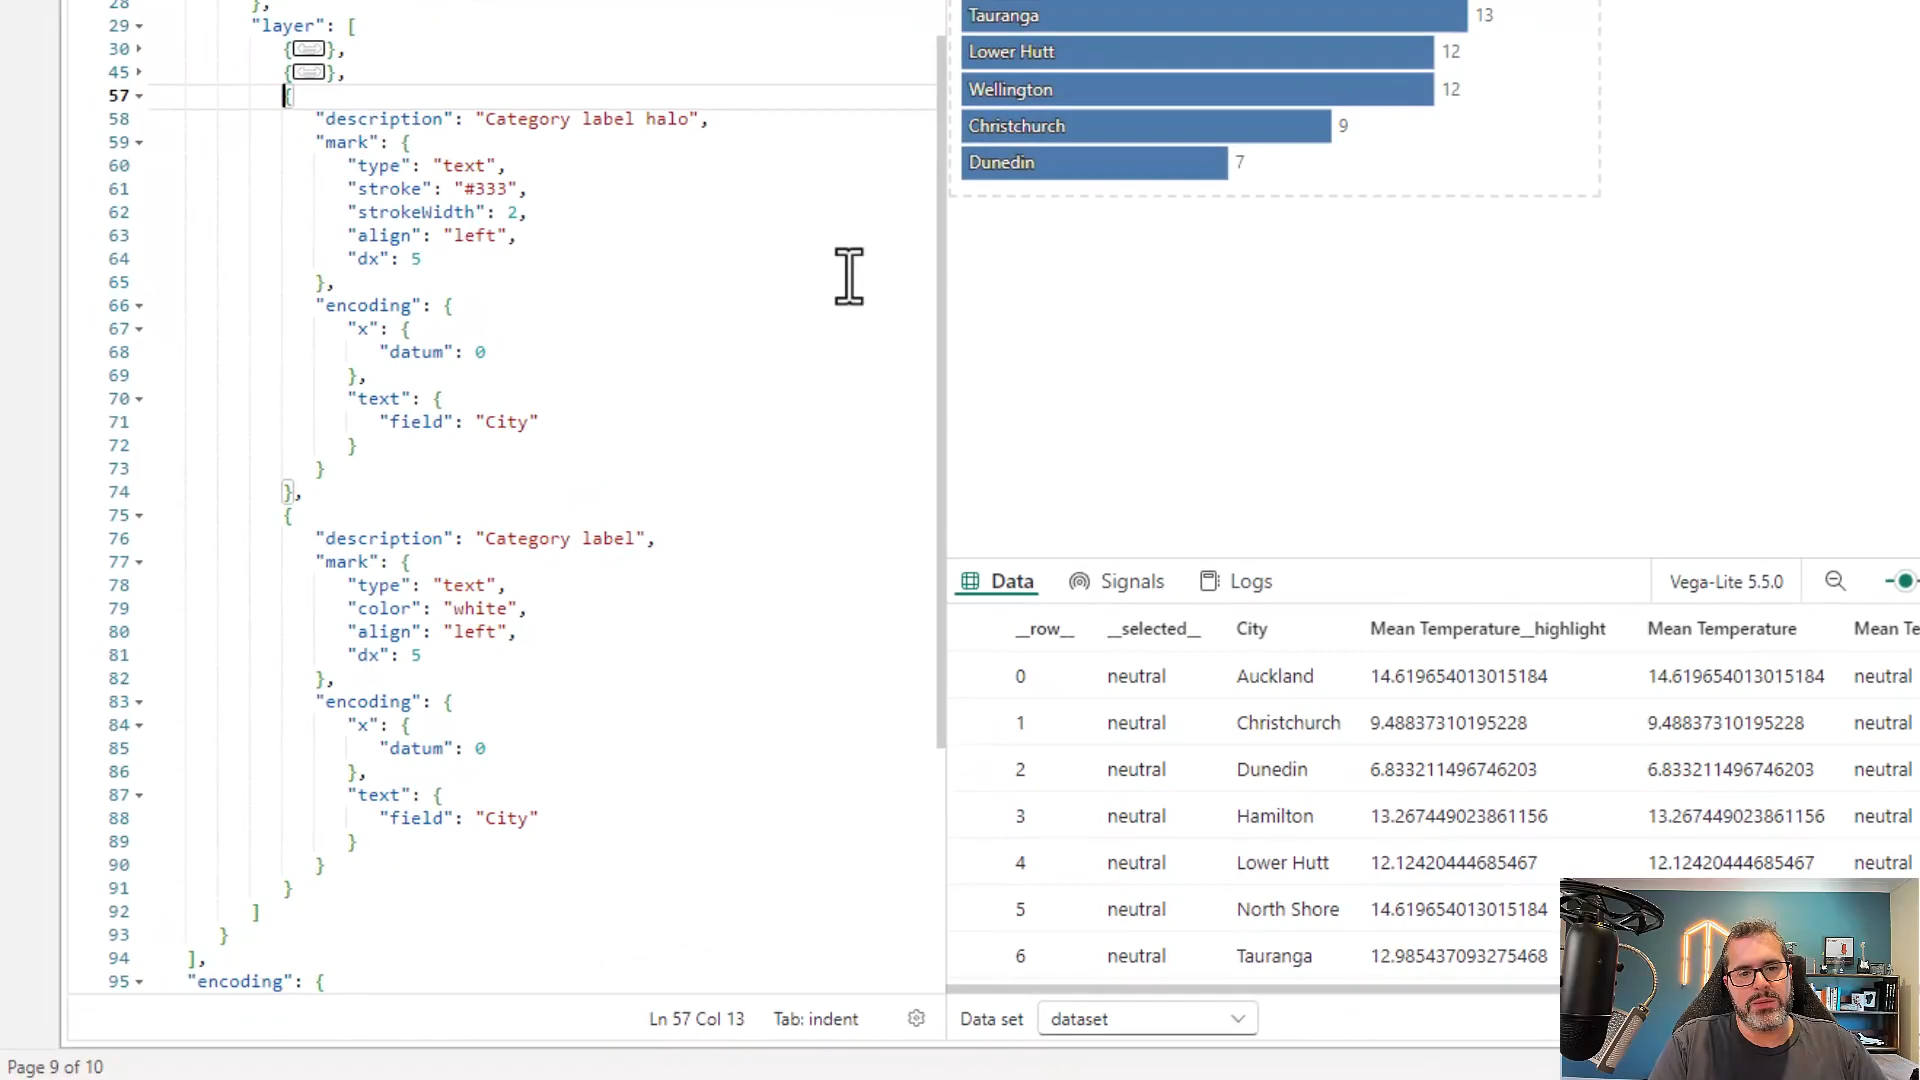 28 },
29 "layer": [
30 { },
45 { },
57 {
58 "description": "Category label halo",
59 "mark": {
60 "type": "text",
61 "stroke": "#333",
62 "strokeWidth": 2,
63 "align": "left",
64 "dx": 5
65 },
66 "encoding": {
67 "x": {
68 "datum": 0
69 },
70 "text": {
71 "field": "City"
72 }
73 }
74 },
75 {
76 "description": "Category label",
77 "mark": {
78 "type": "text",
79 "color": "white",
80 "align": "left",
81 "dx": 5
82 },
83 "encoding": {
84 "x": {
85 "datum": 0
86 },
87 "text": {
88 "field": "City"
89 }
90 }
91 }
92 ]
93 }
94 ],
95 "encoding": {
Ln 57 Col 13 Tab: indent
Page 9 of 10
Tauranga 13
Lower Hutt 12
Wellington 12
Christchurch 9
Dunedin 7
Data Signals Logs Vega-Lite 5.5.0
__row__ __selected__ City Mean Temperature__highlight Mean Temperature Mean Te
0 neutral Auckland 14.619654013015184 14.619654013015184 neutral
1 neutral Christchurch 9.48837310195228 9.48837310195228 neutral
2 neutral Dunedin 6.833211496746203 6.833211496746203 neutral
3 neutral Hamilton 13.267449023861156 13.267449023861156 neutral
4 neutral Lower Hutt 12.12420444685467 12.12420444685467 neutral
5 neutral North Shore 14.619654013015184
6 neutral Tauranga 12.985437093275468
Data set dataset